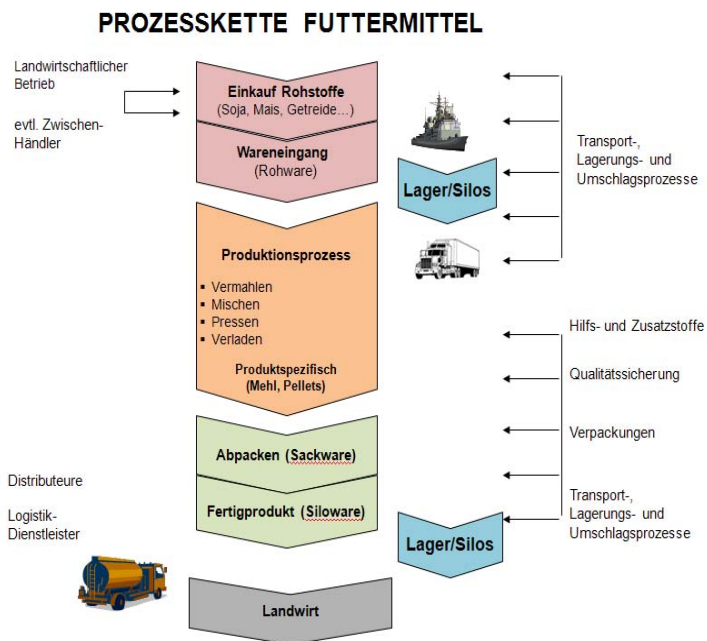 PROZESSKETTE FUTTERMITTEL
Landwirtschaftlicher
Betrieb
evtl. Zwischen-
Händler
Einkauf Rohstoffe
(Soja, Mais, Getreide…)
Wareneingang
(Rohware)
Lager/Silos
Transport-,
Lagerungs- und
Umschlagsprozesse
Produktionsprozess
▪ Vermahlen
▪ Mischen
▪ Pressen
▪ Verladen
Produktspezifisch
(Mehl, Pellets)
Hilfs- und Zusatzstoffe
Qualitätssicherung
Verpackungen
Transport-,
Lagerungs- und
Umschlagsprozesse
Abpacken (Sackware)
Fertigprodukt (Siloware)
Lager/Silos
Distributeure
Logistik-
Dienstleister
Landwirt